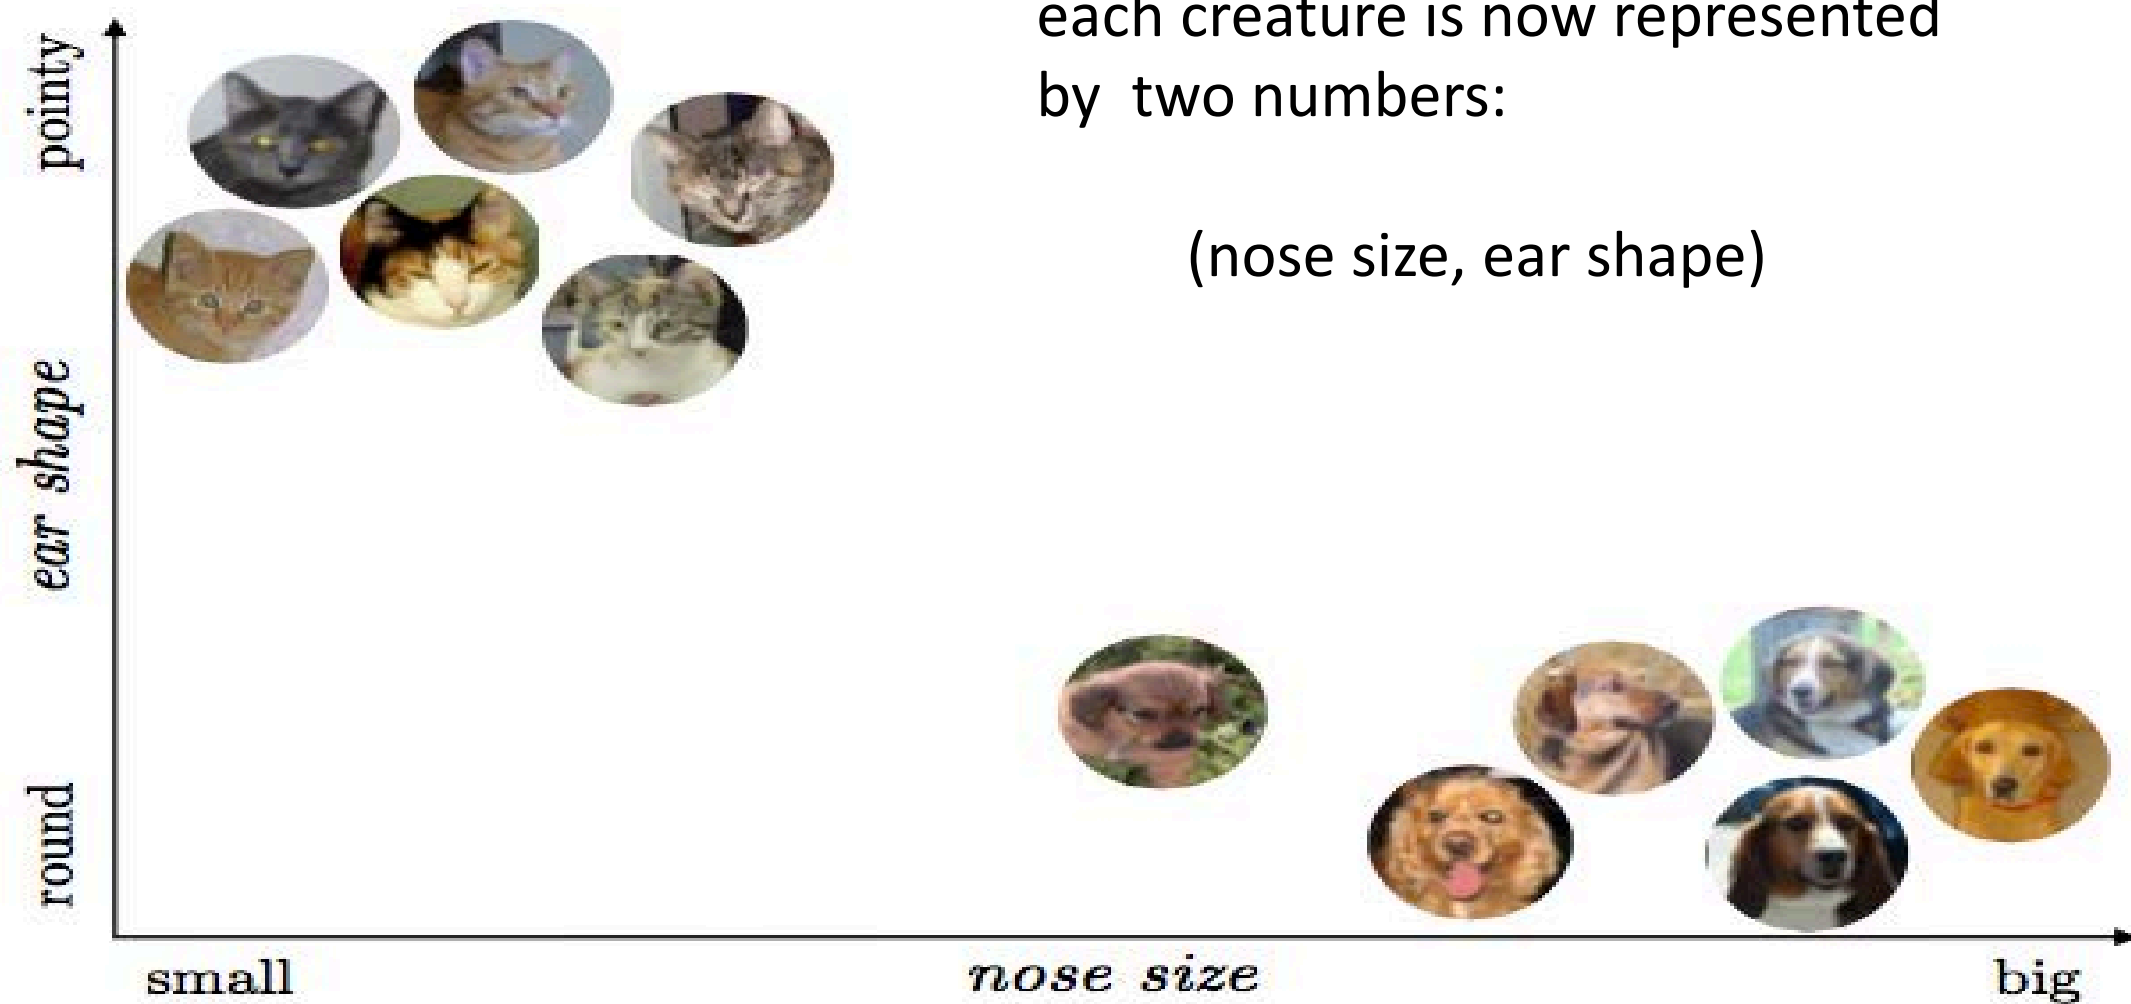 each creature is now represented
by two numbers:
(nose size, ear shape)
pointy
ear shape
round
small
nose size
big